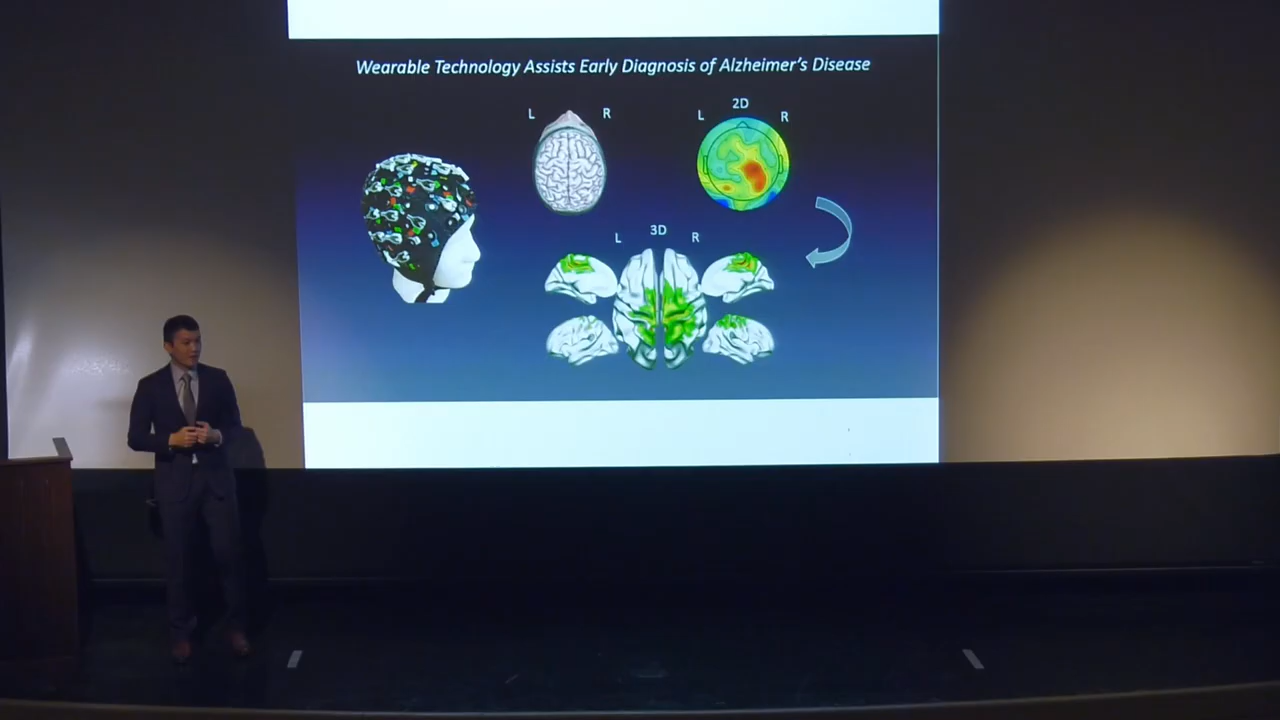 Wearable Technology Assists Early Diagnosis of Alzheimer's Disease
L R
2D
L R
3D
L R